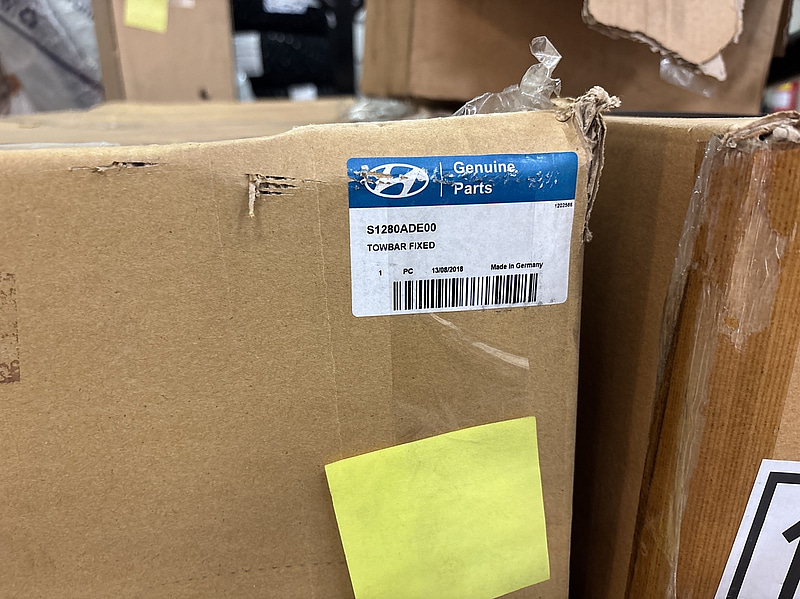 Genuine
Parts
1202566
S1280ADE00
TOWBAR FIXED
1 PC 13/08/2018 Made in Germany